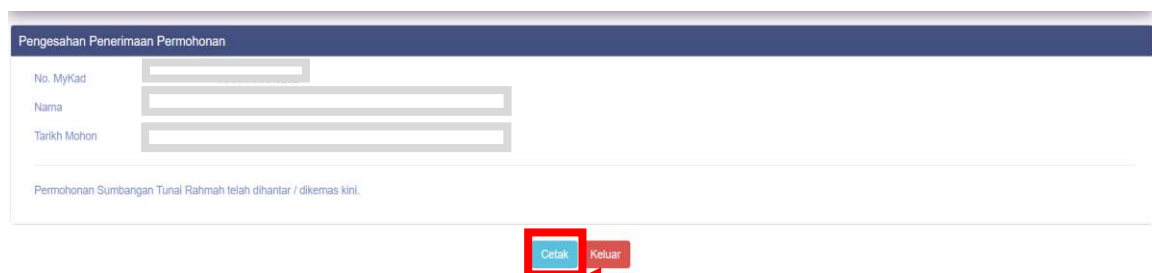 Pengesahan Penerimaan Permohonan
No. MyKad
Nama
Tarikh Mohon
Permohonan Sumbangan Tunai Rahmah telah dihantar / dikemas kini.
Cetak Keluar